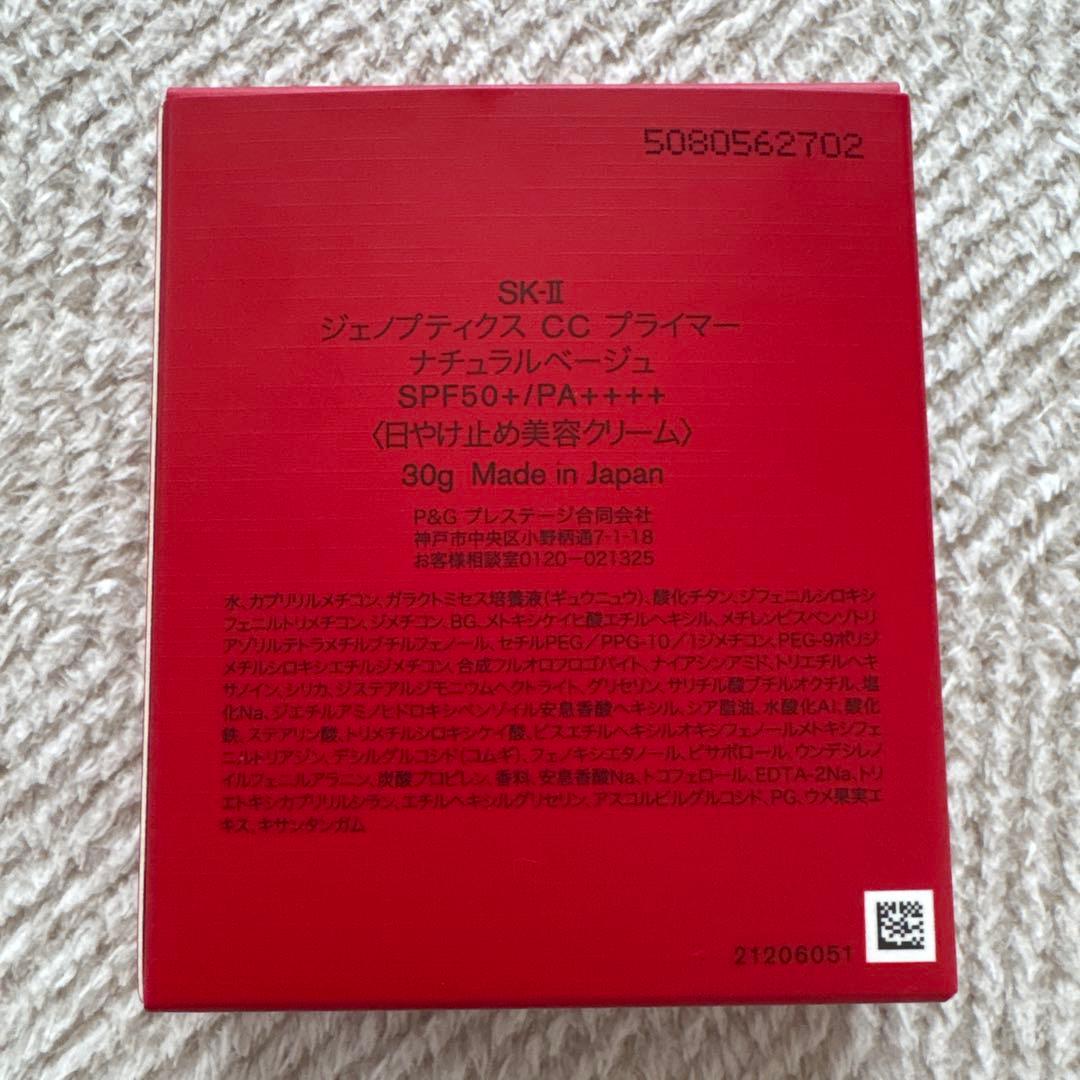 5080562702
SK-Ⅱ
ジェノプティクス CC プライマー
ナチュラルベージュ
SPF50+/PA++++
〈日やけ止め美容クリーム〉
30g Made in Japan
P&G プレステージ合同会社
神戸市中央区小野柄通7-1-18
お客様相談室0120-021325
水、カプリリルメチコン、ガラクトミセス培養液(ギュウニュウ)、酸化チタン、ジフェニルシロキシ
フェニルトリメチコン、ジメチコン、BG、メトキシケイヒ酸エチルヘキシル、メチレンビスベンゾトリ
アゾリルテトラメチルブチルフェノール、セチルPEG/PPG-10/1ジメチコン、PEG-9ポリジ
メチルシロキシエチルジメチコン、合成フルオロフロゴパイト、ナイアシンアミド、トリエチルヘキ
サノイン、シリカ、ジステアルジモニウムヘクトライト、グリセリン、サリチル酸ブチルオクチル、塩
化Na、ジエチルアミノヒドロキシベンゾイル安息香酸ヘキシル、シア脂油、水酸化Al、酸化
鉄、ステアリン酸、トリメチルシロキシケイ酸、ビスエチルヘキシルオキシフェノールメトキシフェ
ニルトリアジン、デシルグルコシド(コムギ)、フェノキシエタノール、ビサボロール、ウンデシレノ
イルフェニルアラニン、炭酸プロピレン、香料、安息香酸Na、トコフェロール、EDTA-2Na、トリ
エトキシカプリリルシラン、エチルヘキシルグリセリン、アスコルビルグルコシド、PG、ウメ果実エ
キス、キサンタンガム
21206051